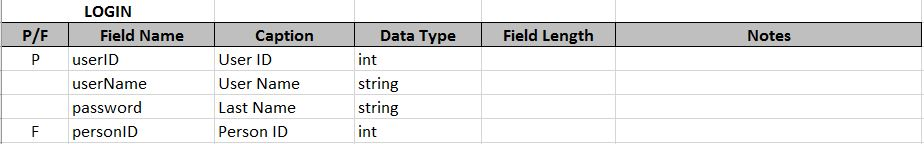 LOGIN
P/F Field Name Caption Data Type Field Length Notes
P userID User ID int
userName User Name string
password Last Name string
F personID Person ID int